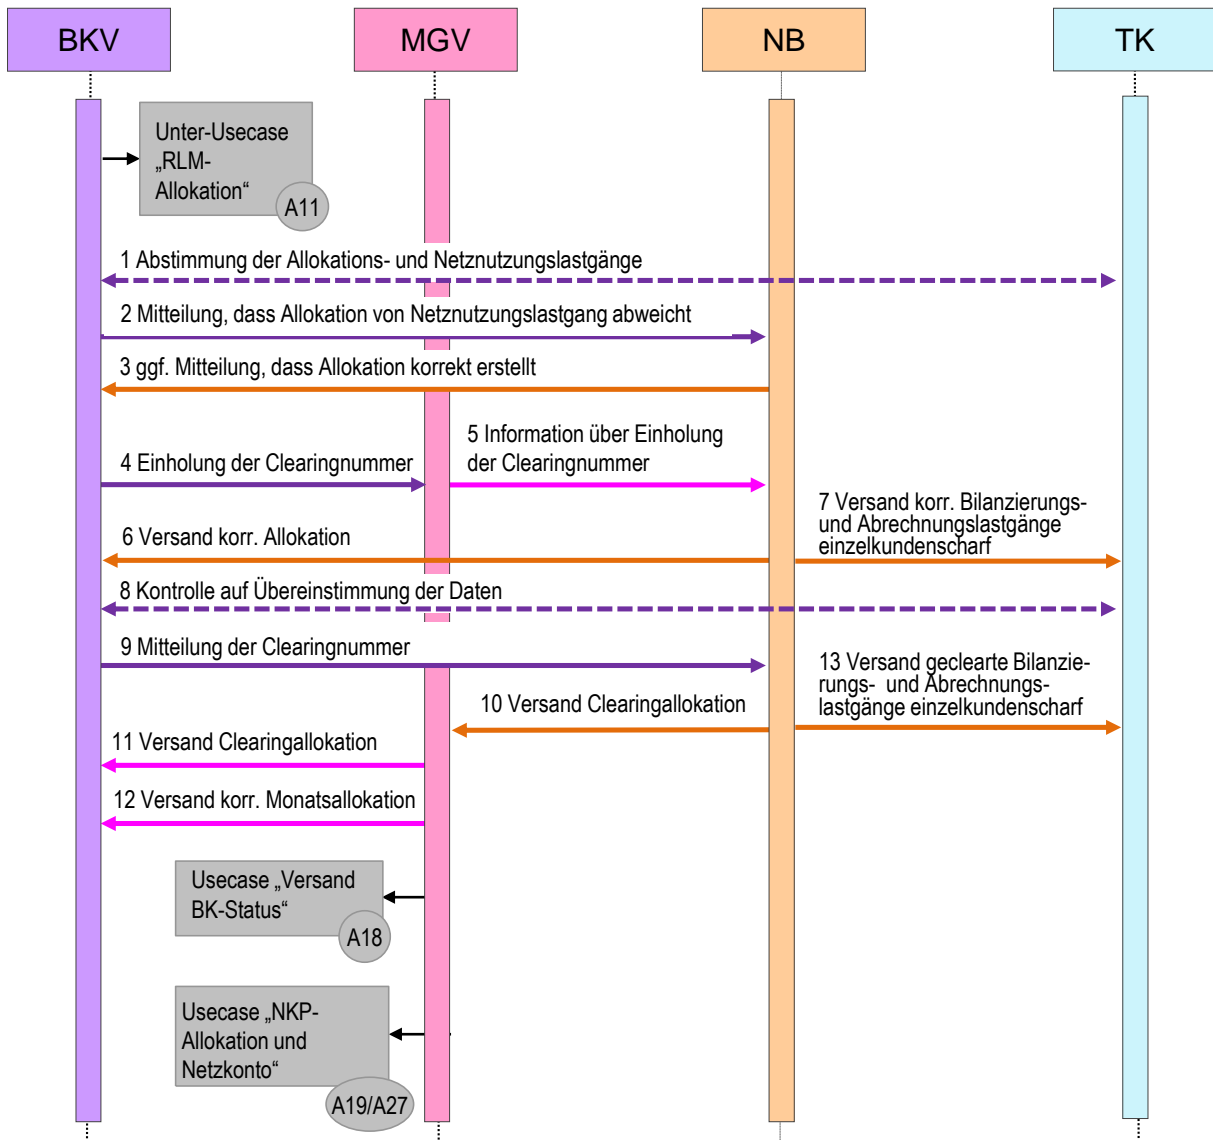 BKV
MGV
NB
TK
Unter-Usecase
„RLM-
Allokation“
A11
1 Abstimmung der Allokations- und Netznutzungslastgänge
2 Mitteilung, dass Allokation von Netznutzungslastgang abweicht
3 ggf. Mitteilung, dass Allokation korrekt erstellt
4 Einholung der Clearingnummer
5 Information über Einholung
der Clearingnummer
6 Versand korr. Allokation
7 Versand korr. Bilanzierungs-
und Abrechnungslastgänge
einzelkundenscharf
8 Kontrolle auf Übereinstimmung der Daten
9 Mitteilung der Clearingnummer
10 Versand Clearingallokation
13 Versand geclearte Bilanzie-
rungs- und Abrechnungs-
lastgänge einzelkundenscharf
11 Versand Clearingallokation
12 Versand korr. Monatsallokation
Usecase „Versand
BK-Status“
A18
Usecase „NKP-
Allokation und
Netzkonto“
A19/A27